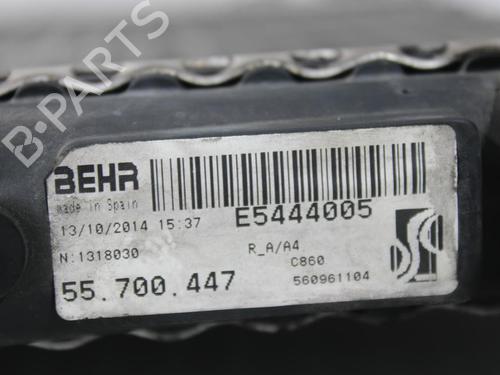 B-PARTS
BEHR
made in Spain
13/10/2014 15:37
E5444005
N:1318030
R_A/A4
C860
55.700.447
560961104